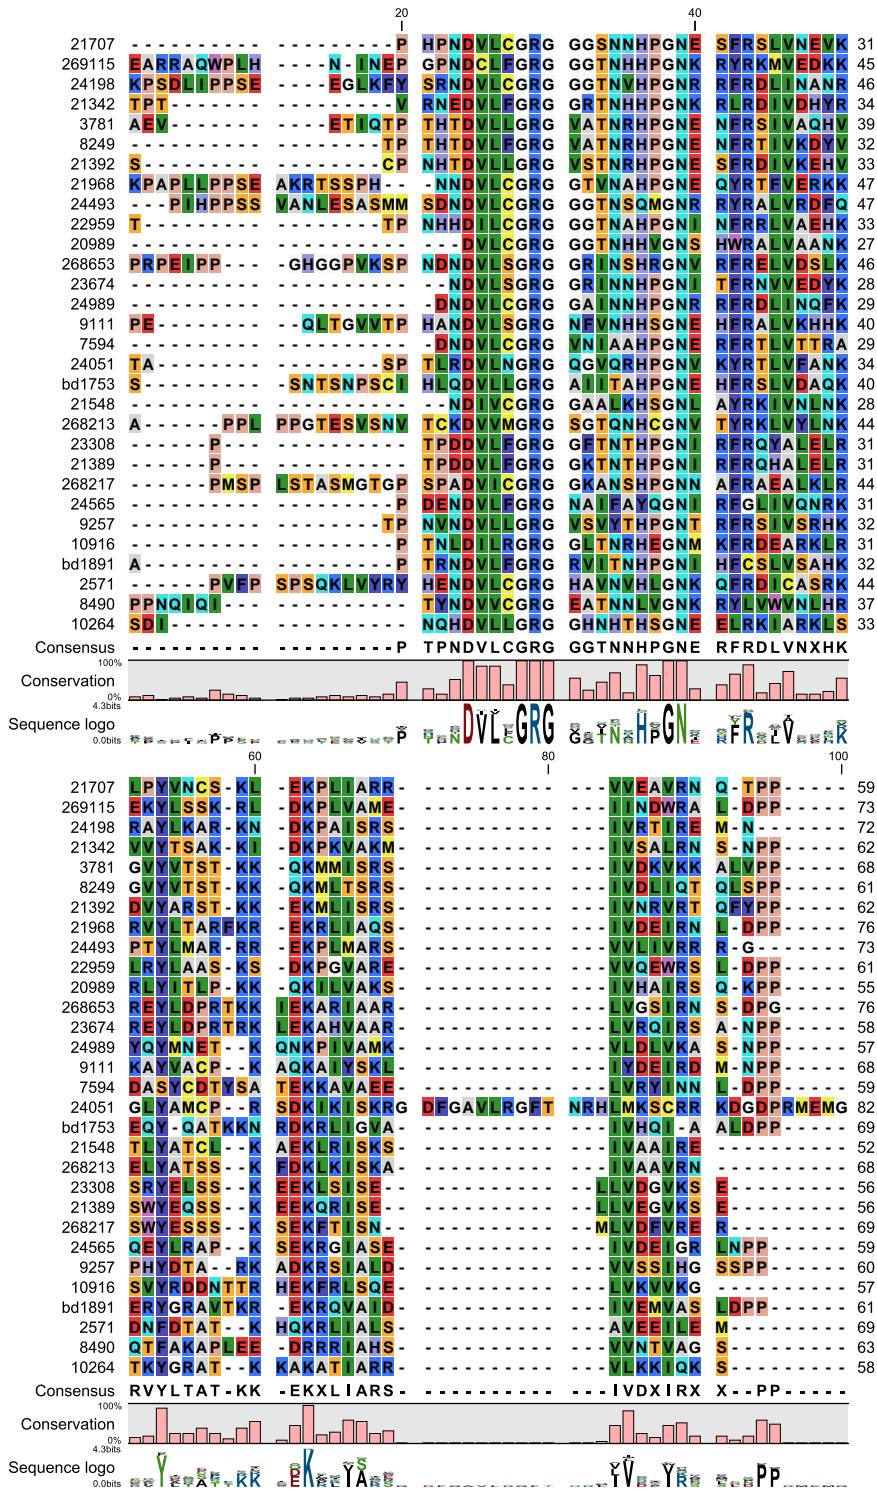 20 40
21707 - - - - - - - - - - - - - - - - - - - P HPNDVLCGRG GGSNNHPGNE SFRSLVNEVK 31
269115 EARRAQWPLH - - - - N - INEP GPNDCLFGRG GGTNHHPGNK RYRKMVEDKK 45
24198 KPSDLIPPSE - - - - EGLKFY SRNDVLCGRG GGTNVHPGNR RFRDLINANR 46
21342 TPT - - - - - - - - - - - - - - - - V RNEDVLFGRG GRTNHHPGNK RLRDIVDHYR 34
3781 AEV - - - - - - - - - - - ETIQTP THTDVLLGRG VATNRHPGNE NFRSIVAQHV 39
8249 - - - - - - - - - - - - - - - - - - TP THTDVLFGRG VATNRHPGNE NFRTIVKDYV 32
21392 S - - - - - - - - - - - - - - - - - CP NHTDVLLGRG VSTNRHPGNE SFRDIVKEHV 33
21968 KPAPLLPPSE AKRTSSPH - - - NNDVLCGRG GTVNAHPGNE QYRTFVERKK 47
24493 - - - PIHPPSS VANLESASMM SDNDVLCGRG GGTNSQMGNR RYRALVRDFQ 47
22959 T - - - - - - - - - - - - - - - - - TP NHHDILCGRG GGTNAHPGNI NFRRLVAEHK 33
20989 - - - - - - - - - - - - - - - - - - - - - - - DVLCGRG GGTNHHVGNS HWRALVAANK 27
268653 PRPEIPP - - - - GHGGPVKSP NDNDVLSGRG GRINSHRGNV RFRELVDSLK 46
23674 - - - - - - - - - - - - - - - - - - - - - - NDVLSGRG GRINNHPGNI TFRNVVEDYK 28
24989 - - - - - - - - - - - - - - - - - - - - - DNDVLCGRG GAINNHPGNR RFRDLINQFK 29
9111 PE - - - - - - - - - - QLTGVVTP HANDVLSGRG NFVNHHSGNE HFRALVKHHK 40
7594 - - - - - - - - - - - - - - - - - - - - - DNDVLCGRG VNIAAHPGNE RFRTLVTTRA 29
24051 TA - - - - - - - - - - - - - - - - SP TLRDVLNGRG QGVQRHPGNV KYRTLVFANK 34
bd1753 S - - - - - - - - - - SNTSNPSCI HLQDVLLGRG AIITAHPGNE HFRSLVDAQK 40
21548 - - - - - - - - - - - - - - - - - - - - - - NDIVCGRG GAALKHSGNL AYRKIVNLNK 28
268213 A - - - - - - PPL PPGTESVSNV TCKDVVMGRG SGTQNHCGNV TYRKLVYLNK 44
23308 - - - - - - P - - - - - - - - - - - - - - TPDDVLFGRG GFTNTHPGNI RFRQYALELR 31
21389 - - - - - - P - - - - - - - - - - - - - - TPDDVLFGRG GKTNTHPGNI RFRQHALELR 31
268217 - - - - - - PMSP LSTASMGTGP SPADVICGRG GKANSHPGNN AFRAEALKLR 44
24565 - - - - - - - - - - - - - - - - - - - P DENDVLFGRG NAIFAYQGNI RFGLIVQNRK 31
9257 - - - - - - - - - - - - - - - - - - TP NVNDVLLGRG VSVYTHPGNT RFRSIVSRHK 32
10916 - - - - - - - - - - - - - - - - - - - P TNLDILRGRG GLTNRHEGNM KFRDEARKLR 31
bd1891 A - - - - - - - - - - - - - - - - - - P TRNDVLFGRG RVITNHPGNI HFCSLVSAHK 32
2571 - - - - - - PVFP SPSQKLVYRY HENDVLCGRG HAVNVHLGNK QFRDICASRK 44
8490 PPNQIQI - - - - - - - - - - - - - - TYNDVVCGRG EATNNLVGNK RYLVWVNLHR 37
10264 SDI - - - - - - - - - - - - - - - - - - NQHDVLCGRG GHNHTHSGNE ELRKIARKLS 33
Consensus - - - - - - - - - - - - - - - - - - - P TPNDVLCGRG GGTNNHPGNE RFRDLVNXHK
100%
Conservation
0%
4.3bits
Sequence logo
0.0bits
60 80 100
21707 LPYVNCS - KL - EKPLIARR - - - - - - - - - - - - - - VVEAVRN Q - TPP - - - - - 59
269115 EKYLSSK - RL - DKPLVAME - - - - - - - - - - - - - - IINDWRA L - DPP - - - - - 73
24198 RAYLKAR - KN - DKPAISRS - - - - - - - - - - - - - - IVRTIRE M - N - - - - - - - 72
21342 VVYTSAK - KI - DKPKVAKM - - - - - - - - - - - - - - IVSALRN S - NPP - - - - - 62
3781 GVYVTST - KK - QKMMISRS - - - - - - - - - - - - - - IVDKVKK ALVPP - - - - - 68
8249 GVYVTST - KK - QKMLTSRS - - - - - - - - - - - - - - IVDLIQT QLSPP - - - - - 61
21392 DVYARST - KK - EKMLISRS - - - - - - - - - - - - - - IVNRVRT QFYPP - - - - - 62
21968 RVYLTARFKR - EKRLIAQS - - - - - - - - - - - - - - IVDEIRN L - DPP - - - - - 76
24493 PTYLMAR - RR - EKPLMARS - - - - - - - - - - - - - - VVLIVRR R - G - - - - - - - 73
22959 LRYLAAS - KS - DKPGVARE - - - - - - - - - - - - - - VVQEWRS L - DPP - - - - - 61
20989 RLYITLP - KK - QKILVAKS - - - - - - - - - - - - - - IVHAIRS Q - KPP - - - - - 55
268653 REYLDPRTKK IEKARIAAR - - - - - - - - - - - - - - LVGSIRN S - DPG - - - - - 76
23674 REYLDPRTRK LEKAHVAAR - - - - - - - - - - - - - - LVRQIRS A - NPP - - - - - 58
24989 YQYMNET - - K QNKPIVAMK - - - - - - - - - - - - - - VLDLVKA S - NPP - - - - - 57
9111 KAYVACP - - K AQKAIYSKL - - - - - - - - - - - - - - IYDEIRD M - NPP - - - - - 68
7594 DASYCDTYSA TEKKAVAEE - - - - - - - - - - - - - - LVRYINN L - DPP - - - - - 59
24051 GLYAMCP - - R SDKIKISKRG DFGAVLRGFT NRHLMKSCRR KDGDPRMEMG 82
bd1753 EQY - QATKKN RDKRLIGVA - - - - - - - - - - - - - - IVHQI - A ALDPP - - - - - 69
21548 TLYATCL - - K AEKRLISKS - - - - - - - - - - - - - - IVAAIRE - - - - - - - - - - 52
268213 ELYATSS - - K FDKLKISKA - - - - - - - - - - - - - - IVAAVRN - - - - - - - - - - 68
23308 SRYELSS - - K EEKLSISE - - - - - - - - - - - - - - LLVDGVKS E - - - - - - - - - 56
21389 SWYEQSS - - K EEKQRISE - - - - - - - - - - - - - - LLVEGVKS E - - - - - - - - - 56
268217 SWYESSS - - K SEKFTISN - - - - - - - - - - - - - - MLVDFVRE R - - - - - - - - - 69
24565 QEYLRAP - - K SEKRGIASE - - - - - - - - - - - - - - IVDEIGR LNPP - - - - - - 60
9257 PHYDTA - - RK ADKRSIALD - - - - - - - - - - - - - - VVSSIHG SSPP - - - - - - 60
10916 SVYRDDNTTR HEKFRLSQE - - - - - - - - - - - - - - LVKVVKG - - - - - - - - - - 57
bd1891 ERYGRAVTKR - EKRQVAID - - - - - - - - - - - - - - IVEMVAS LDPP - - - - - - 61
2571 DNFDTAT - - K HQKRLIALS - - - - - - - - - - - - - - AVEEILE M - - - - - - - - - 69
8490 QTFAKAPLEE - DRRRIAHS - - - - - - - - - - - - - - VVNTVAG S - - - - - - - - - 63
10264 TKYGRAT - - K KAKATIARR - - - - - - - - - - - - - - VLKKIQK S - - - - - - - - - 58
Consensus RVYLTAT - KK - EKXLIARS - - - - - - - - - - - - - - IVDXIRX X - - PP - - - - - -
100%
Conservation
0%
4.3bits
Sequence logo
0.0bits